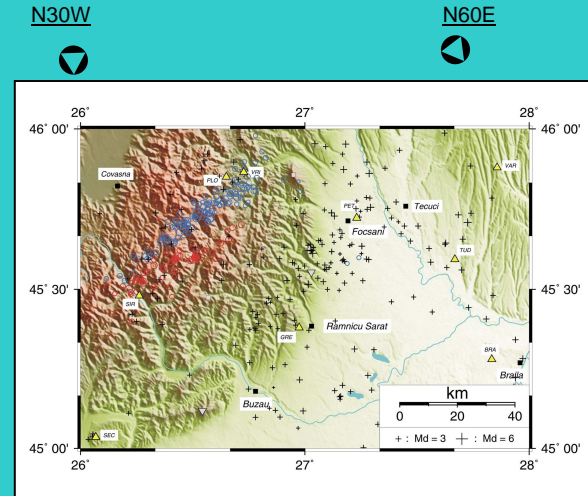 N30W N60E
26° 27° 28°
46° 00' 46° 00'
VAR
Covasna
PLO VRI
PET Tecuci
Focsani
TUD
45° 30' 45° 30'
SIR
GRE Ramnicu Sarat
BRA
Braila
km
Buzau
0 20 40
SEC + : Md = 3 + : Md = 6
45° 00' 45° 00'
26° 27° 28°